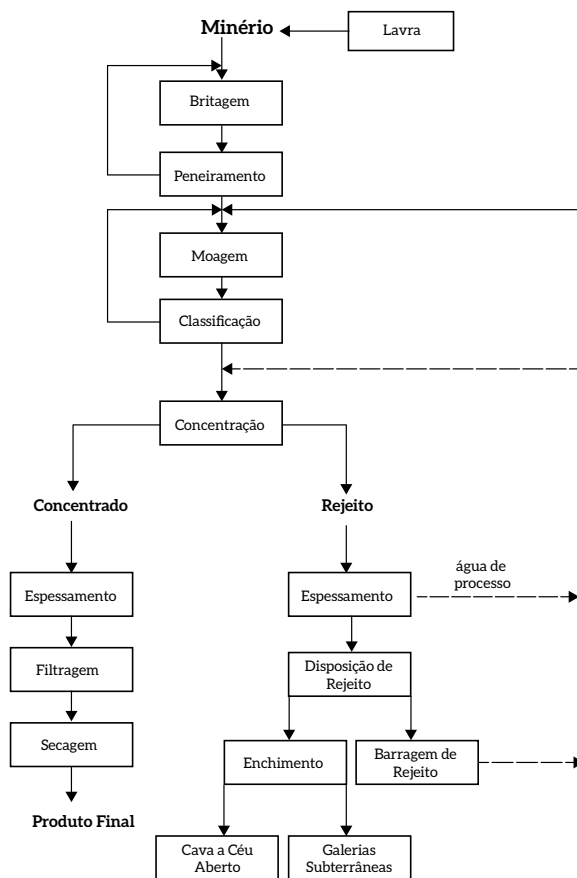 Minério
Lavra
Britagem
Peneiramento
Moagem
Classificação
Concentração
Concentrado
Rejeito
Espessamento
Espessamento
água de
processo
Filtragem
Disposição de
Rejeito
Secagem
Enchimento
Barragem de
Rejeito
Produto Final
Cava a Céu
Aberto
Galerias
Subterrâneas